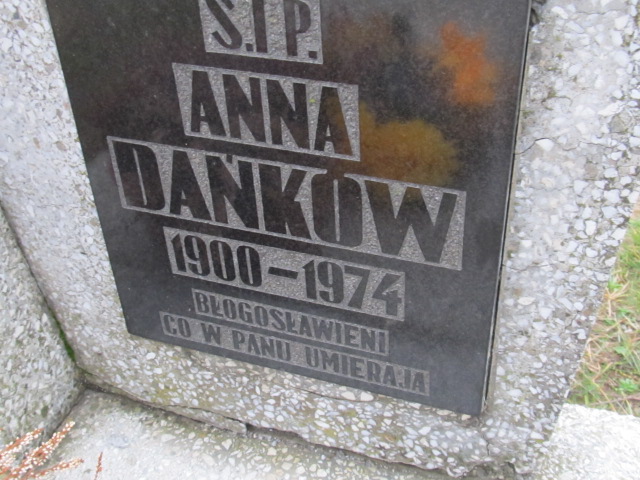 Ś.†P.
ANNA
DAŃKÓW
1900-1974
BŁOGOSŁAWIENI
CO W PANU UMIERAJĄ